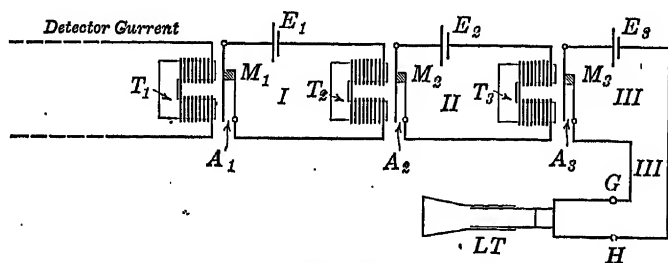 Detector Gurrent
E1
E2
E3
T1
M1
I
T2
M2
II
T3
M3
III
A1
A2
A3
III
G
LT
H